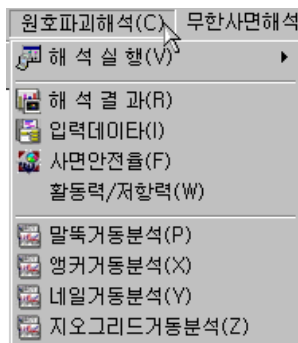 원호파괴해석(C) 무한사면해석
해 석 실 행(V)
해 석 결 과(R)
입력데이타(I)
사면안전율(F)
활동력/저항력(W)
말뚝거동분석(P)
앵커거동분석(X)
네일거동분석(Y)
지오그리드거동분석(Z)